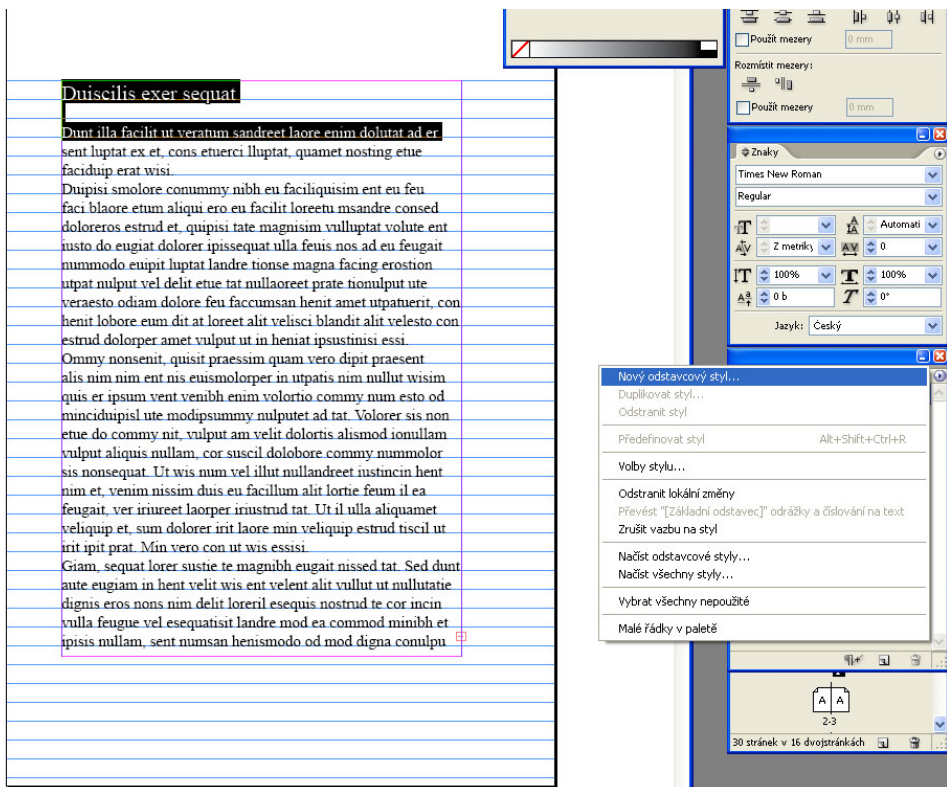 Duiscilis exer sequat
Dunt illa facilit ut veratum sandreet laore enim dolutat ad er
sent luptat ex et, cons etuerci lluptat, quamet nosting etue
faciduip erat wisi.
Duipisi smolore conummy nibh eu faciliquisim ent eu feu
faci blaore etum aliqui ero eu facilit loreetu msandre consed
doloreros estrud et, quipisi tate magnisim vulluptat volute ent
iusto do eugiat dolorer ipissequat ulla feuis nos ad eu feugait
nummodo euipit luptat landre tionse magna facing erostion
utpat nulput vel delit etue tat nullaoreet prate tionulput ute
veraesto odiam dolore feu faccumsan henit amet utpatuerit, con
henit lobore eum dit at loreet alit velisci blandit alit velesto con
estrud dolorper amet vulput ut in heniat ipsustinisi essi.
Ommy nonsenit, quisit praessim quam vero dipit praesent
alis nim nim ent nis euismolorper in utpatis nim nullut wisim
quis er ipsum vent venibh enim volortio commy num esto od
minciduipisl ute modipsummy nulputet ad tat. Volorer sis non
etue do commy nit, vulput am velit dolortis alismod ionullam
vulput aliquis nullam, cor suscil dolobore commy nummolor
sis nonsequat. Ut wis num vel illut nullandreet iustincin hent
nim et, venim nissim duis eu facillum alit lortie feum il ea
feugait, ver iriureet laorper iriustrud tat. Ut il ulla aliquamet
veliquip et, sum dolorer irit laore min veliquip estrud tiscil ut
irit ipit prat. Min vero con ut wis essisi.
Giam, sequat lorer sustie te magnibh eugait nissed tat. Sed dunt
aute eugiam in hent velit wis ent velent alit vullut ut nullutatie
dignis eros nons nim delit loreril esequis nostrud te cor incin
vulla feugue vel esequatisit landre mod ea commod minibh et
ipisis nullam, sent numsan henismodo od mod digna conulpu
Použít mezery 0 mm
Rozmístit mezery:
Použít mezery 0 mm
Znaky
Times New Roman
Regular
Automati
Z metriky 0
100% 100%
0 b 0°
Jazyk: Český
Nový odstavcový styl...
Duplikovat styl...
Odstranit styl
Předefinovat styl Alt+Shift+Ctrl+R
Volby stylu...
Odstranit lokální změny
Převést "[Základní odstavec]" odrážky a číslování na text
Zrušit vazbu na styl
Načíst odstavcové styly...
Načíst všechny styly...
Vybrat všechny nepoužité
Malé řádky v paletě
A A
2-3
30 stránek v 16 dvojstránkách